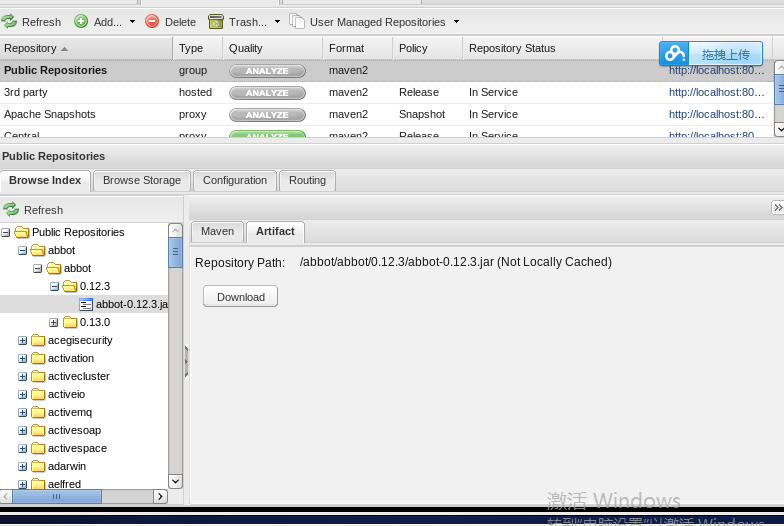 Refresh Add... Delete Trash... User Managed Repositories
Repository Type Quality Format Policy Repository Status
拖拽上传
Public Repositories group ANALYZE maven2 http://localhost:80...
3rd party hosted ANALYZE maven2 Release In Service http://localhost:80...
Apache Snapshots proxy ANALYZE maven2 Snapshot In Service http://localhost:80...
Central proxy ANALYZE maven2 Release In Service http://localhost:80...
Public Repositories
Browse Index Browse Storage Configuration Routing
Refresh
Public Repositories
abbot
abbot
0.12.3
abbot-0.12.3.ja
0.13.0
acegisecurity
activation
activecluster
activeio
activemq
activesoap
activespace
adarwin
aelfred
Maven Artifact
Repository Path: /abbot/abbot/0.12.3/abbot-0.12.3.jar (Not Locally Cached)
Download
激活 Windows
转到"电脑设置"以激活 Windows